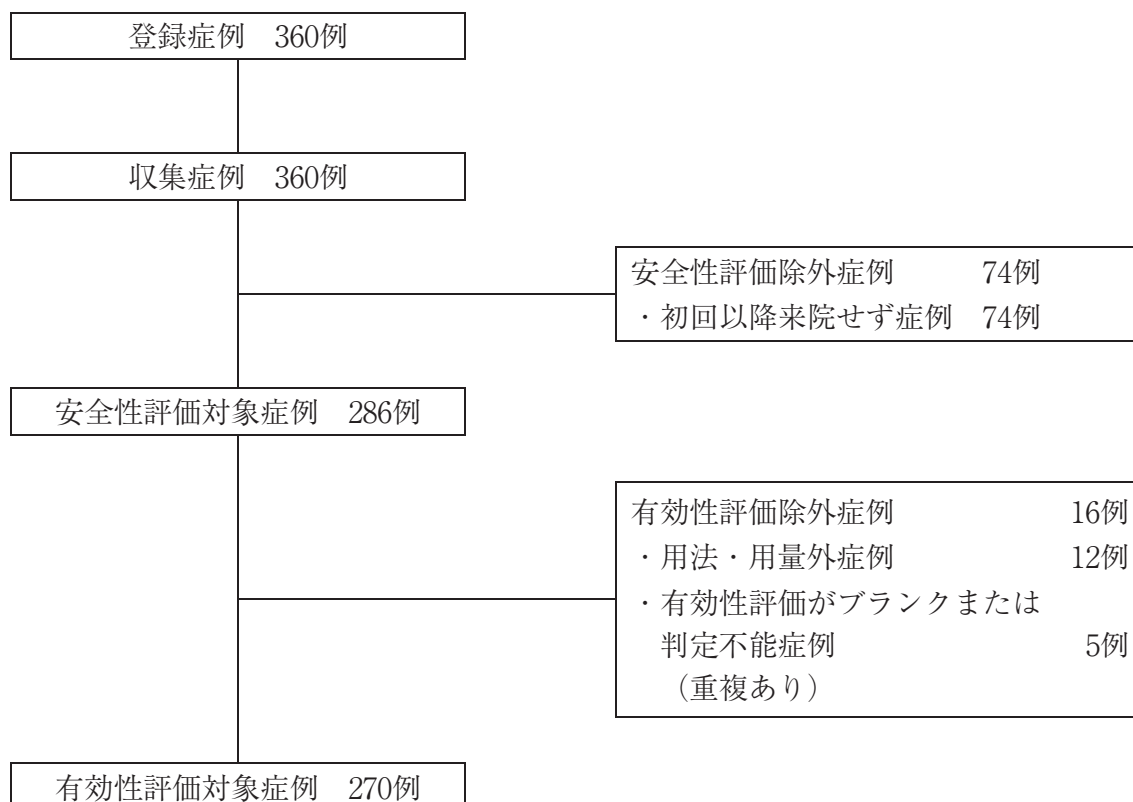 登録症例　360例
収集症例　360例
安全性評価除外症例　74例
・初回以降来院せず症例　74例
安全性評価対象症例　286例
有効性評価除外症例　16例
・用法・用量外症例　12例
・有効性評価がブランクまたは
判定不能症例　5例
（重複あり）
有効性評価対象症例　270例